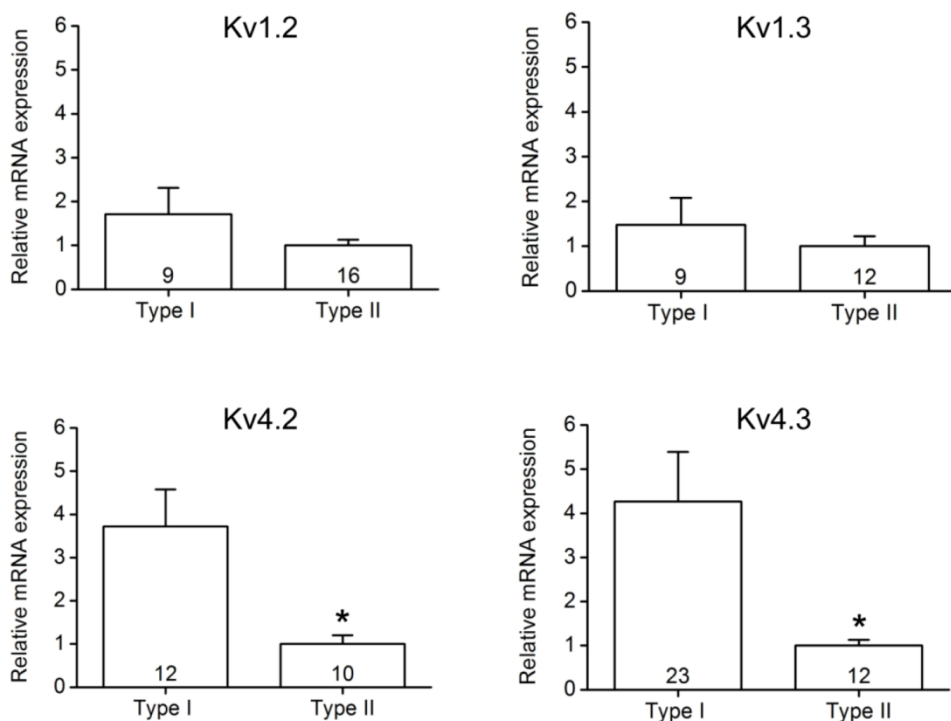 Kv1.2
Relative mRNA expression
6
5
4
3
2
1
0
9
16
Type I
Type II
Kv1.3
Relative mRNA expression
6
5
4
3
2
1
0
9
12
Type I
Type II
Kv4.2
Relative mRNA expression
6
5
4
3
2
1
0
*
12
10
Type I
Type II
Kv4.3
Relative mRNA expression
6
5
4
3
2
1
0
*
23
12
Type I
Type II